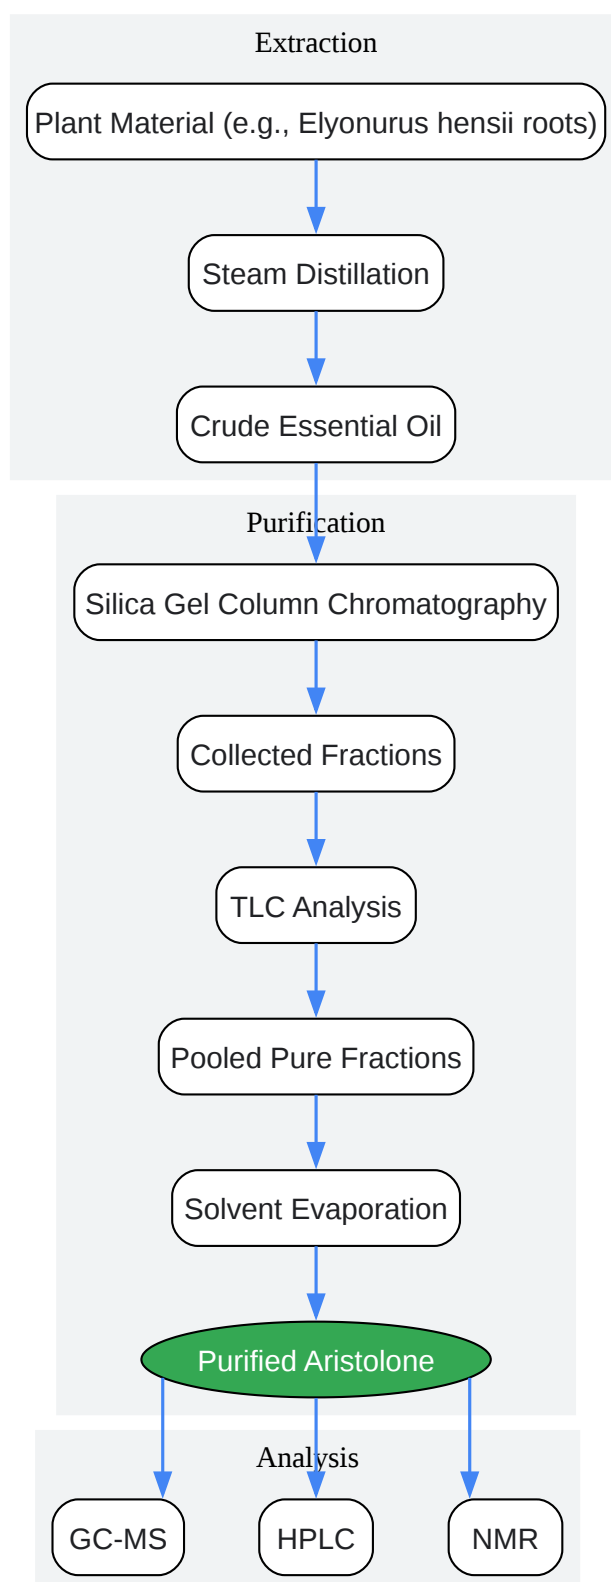 Extraction
Plant Material (e.g., Elyonurus hensii roots)
Steam Distillation
Crude Essential Oil
Purification
Silica Gel Column Chromatography
Collected Fractions
TLC Analysis
Pooled Pure Fractions
Solvent Evaporation
Purified Aristolone
Analysis
GC-MS
HPLC
NMR